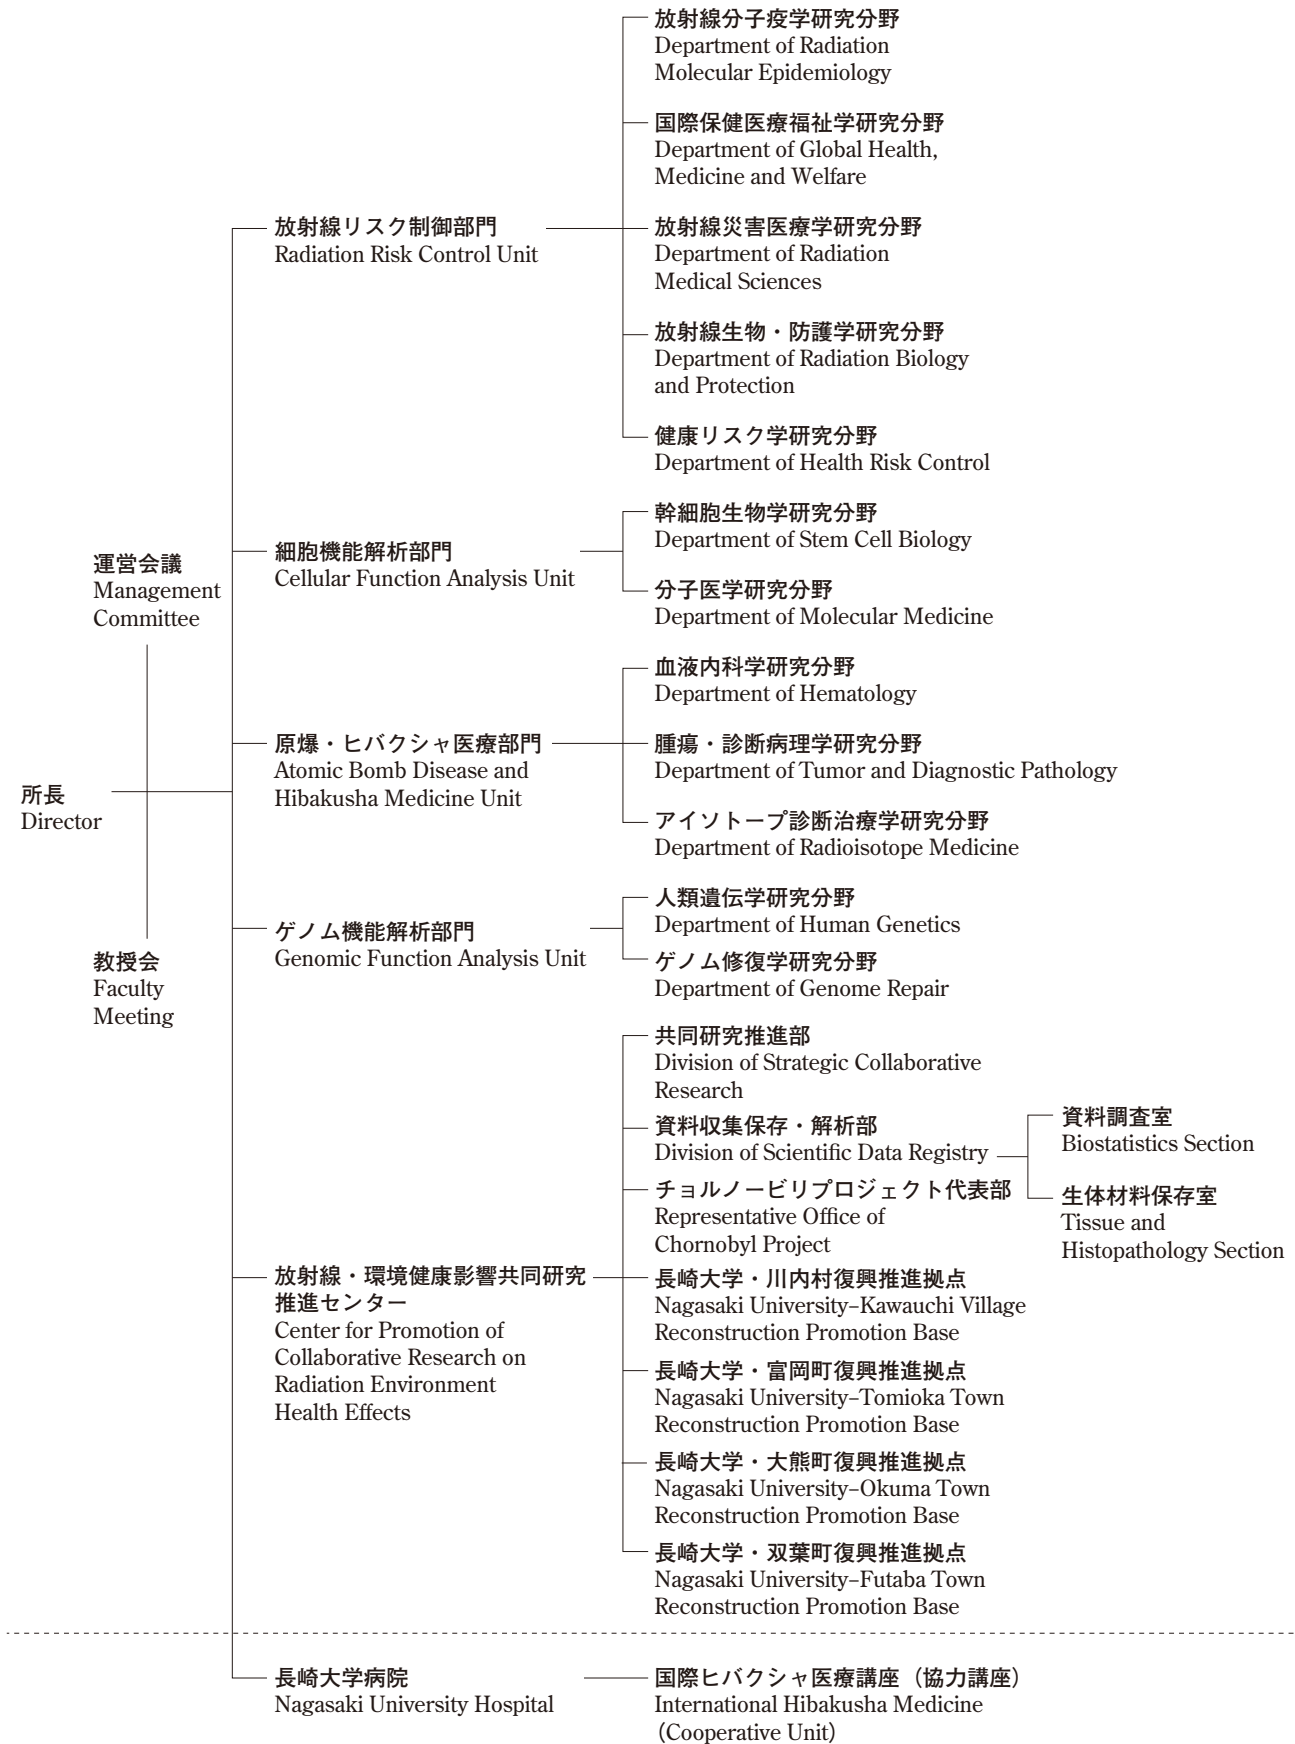 所長
Director
運営会議
Management
Committee
教授会
Faculty
Meeting
放射線リスク制御部門
Radiation Risk Control Unit
放射線分子疫学研究分野
Department of Radiation
Molecular Epidemiology
国際保健医療福祉学研究分野
Department of Global Health,
Medicine and Welfare
放射線災害医療学研究分野
Department of Radiation
Medical Sciences
放射線生物・防護学研究分野
Department of Radiation Biology
and Protection
健康リスク学研究分野
Department of Health Risk Control
細胞機能解析部門
Cellular Function Analysis Unit
幹細胞生物学研究分野
Department of Stem Cell Biology
分子医学研究分野
Department of Molecular Medicine
原爆・ヒバクシャ医療部門
Atomic Bomb Disease and
Hibakusha Medicine Unit
血液内科学研究分野
Department of Hematology
腫瘍・診断病理学研究分野
Department of Tumor and Diagnostic Pathology
アイソトープ診断治療学研究分野
Department of Radioisotope Medicine
ゲノム機能解析部門
Genomic Function Analysis Unit
人類遺伝学研究分野
Department of Human Genetics
ゲノム修復学研究分野
Department of Genome Repair
放射線・環境健康影響共同研究
推進センター
Center for Promotion of
Collaborative Research on
Radiation Environment
Health Effects
共同研究推進部
Division of Strategic Collaborative
Research
資料収集保存・解析部
Division of Scientific Data Registry
資料調査室
Biostatistics Section
生体材料保存室
Tissue and
Histopathology Section
チョルノービリプロジェクト代表部
Representative Office of
Chornobyl Project
長崎大学・川内村復興推進拠点
Nagasaki University–Kawauchi Village
Reconstruction Promotion Base
長崎大学・富岡町復興推進拠点
Nagasaki University–Tomioka Town
Reconstruction Promotion Base
長崎大学・大熊町復興推進拠点
Nagasaki University–Okuma Town
Reconstruction Promotion Base
長崎大学・双葉町復興推進拠点
Nagasaki University–Futaba Town
Reconstruction Promotion Base
長崎大学病院
Nagasaki University Hospital
国際ヒバクシャ医療講座（協力講座）
International Hibakusha Medicine
(Cooperative Unit)